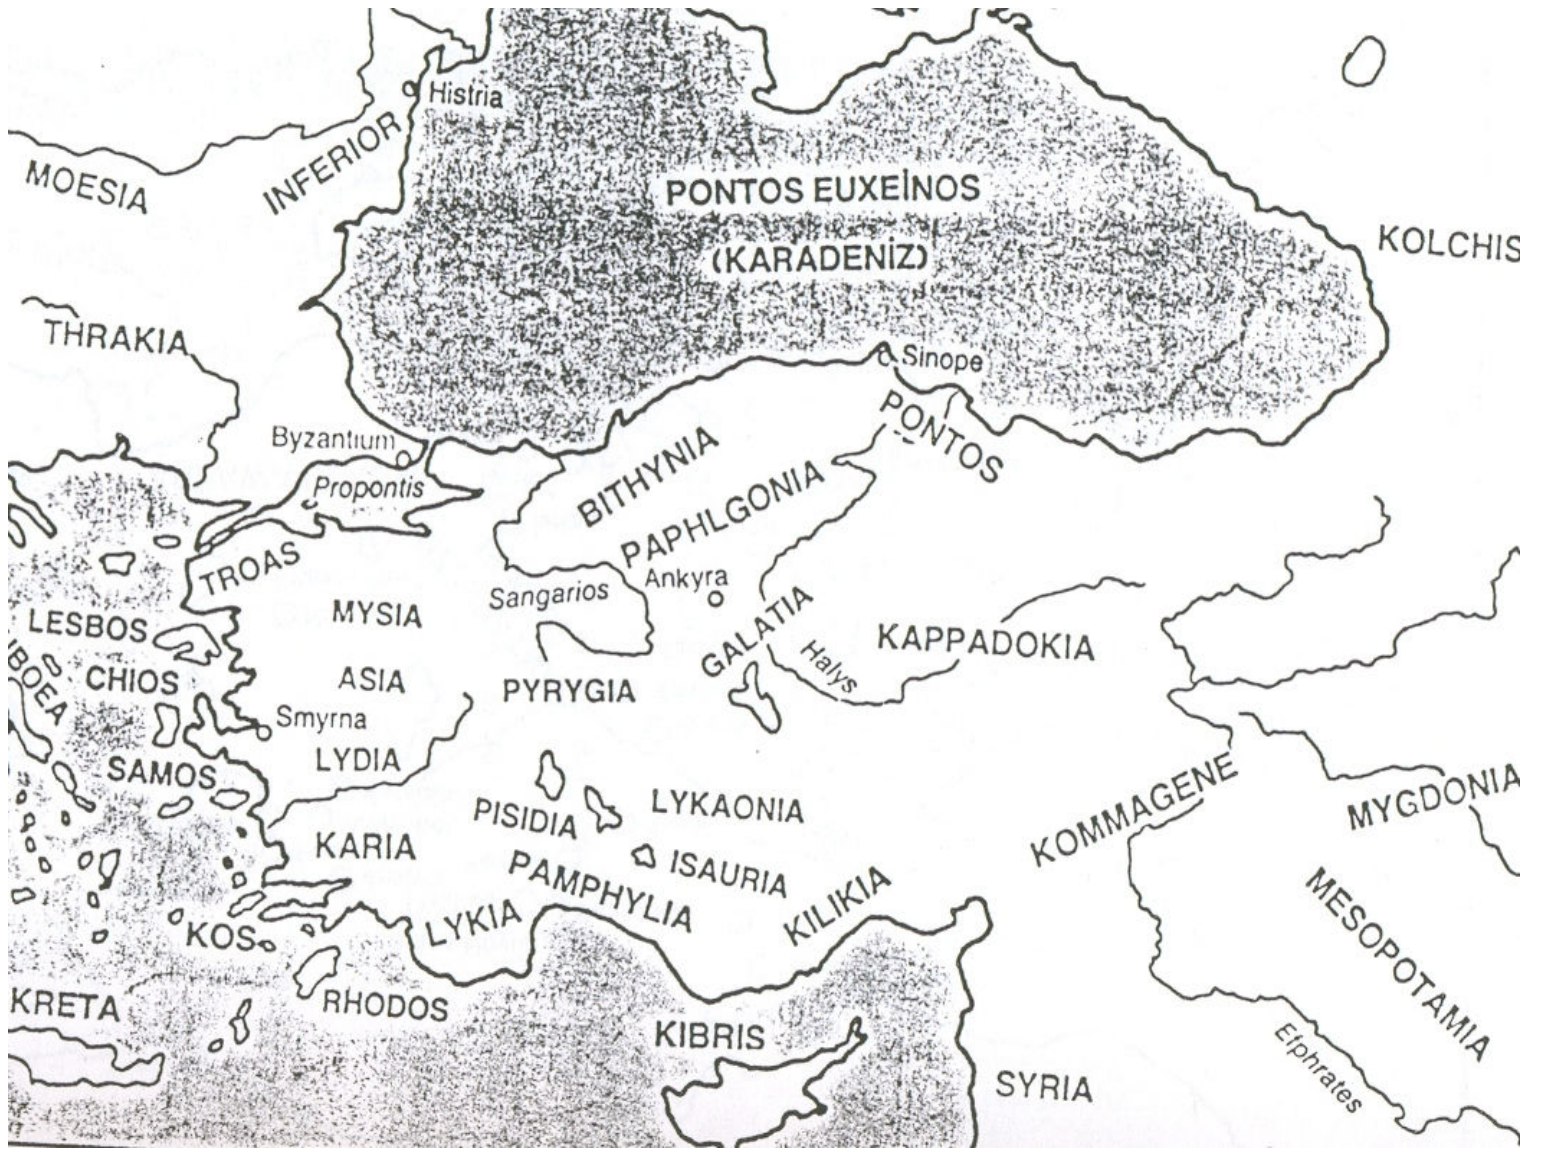 Histria
INFERIOR
MOESIA
PONTOS EUXEİNOS
(KARADENİZ)
KOLCHIS
THRAKIA
Sinope
PONTOS
Byzantium
Propontis
BITHYNIA
PAPHLGONIA
TROAS
Ankyra
Sangarios
MYSIA
LESBOS
GALATIA
KAPPADOKIA
Halys
BOEA
CHIOS
ASIA
PYRYGIA
Smyrna
LYDIA
SAMOS
KOMMAGENE
MYGDONIA
PISIDIA
LYKAONIA
KARIA
ISAURIA
PAMPHYLIA
KILIKIA
LYKIA
MESOPOTAMIA
KOS
KRETA
RHODOS
KIBRIS
Efphrates
SYRIA